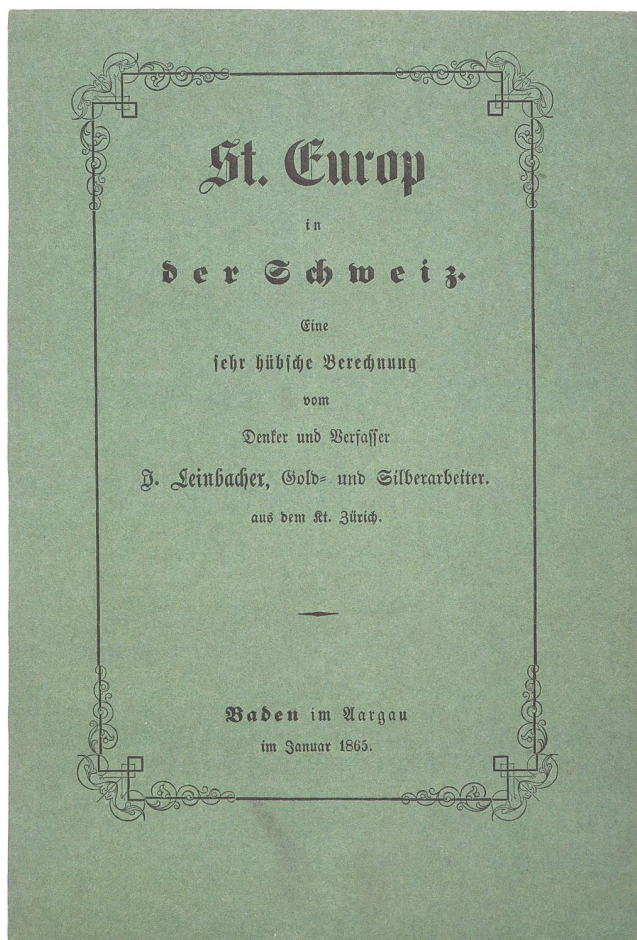 St. Europ
in
der Schweiz.
Eine
sehr hübsche Berechnung
vom
Denker und Verfasser
J. Leinbacher, Gold- und Silberarbeiter.
aus dem Kt. Zürich.
Baden im Aargau
im Januar 1865.